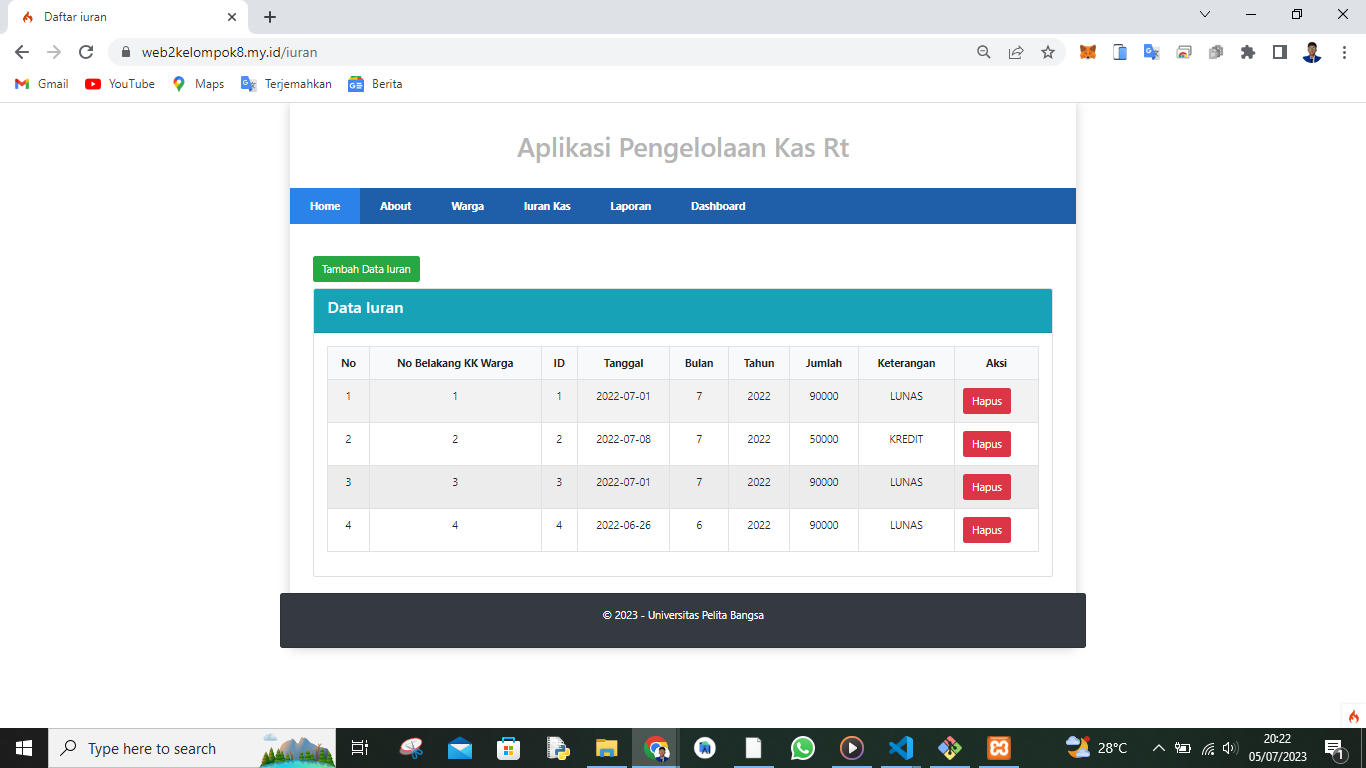 Daftar iuran
web2kelompok8.my.id/iuran
Gmail YouTube Maps Terjemahkan Berita
Aplikasi Pengelolaan Kas Rt
Home About Warga Iuran Kas Laporan Dashboard
Tambah Data Iuran
Data Iuran
No No Belakang KK Warga ID Tanggal Bulan Tahun Jumlah Keterangan Aksi
1 1 1 2022-07-01 7 2022 90000 LUNAS Hapus
2 2 2 2022-07-08 7 2022 50000 KREDIT Hapus
3 3 3 2022-07-01 7 2022 90000 LUNAS Hapus
4 4 4 2022-06-26 6 2022 90000 LUNAS Hapus
© 2023 - Universitas Pelita Bangsa
Type here to search
28°C
20:22
05/07/2023
1